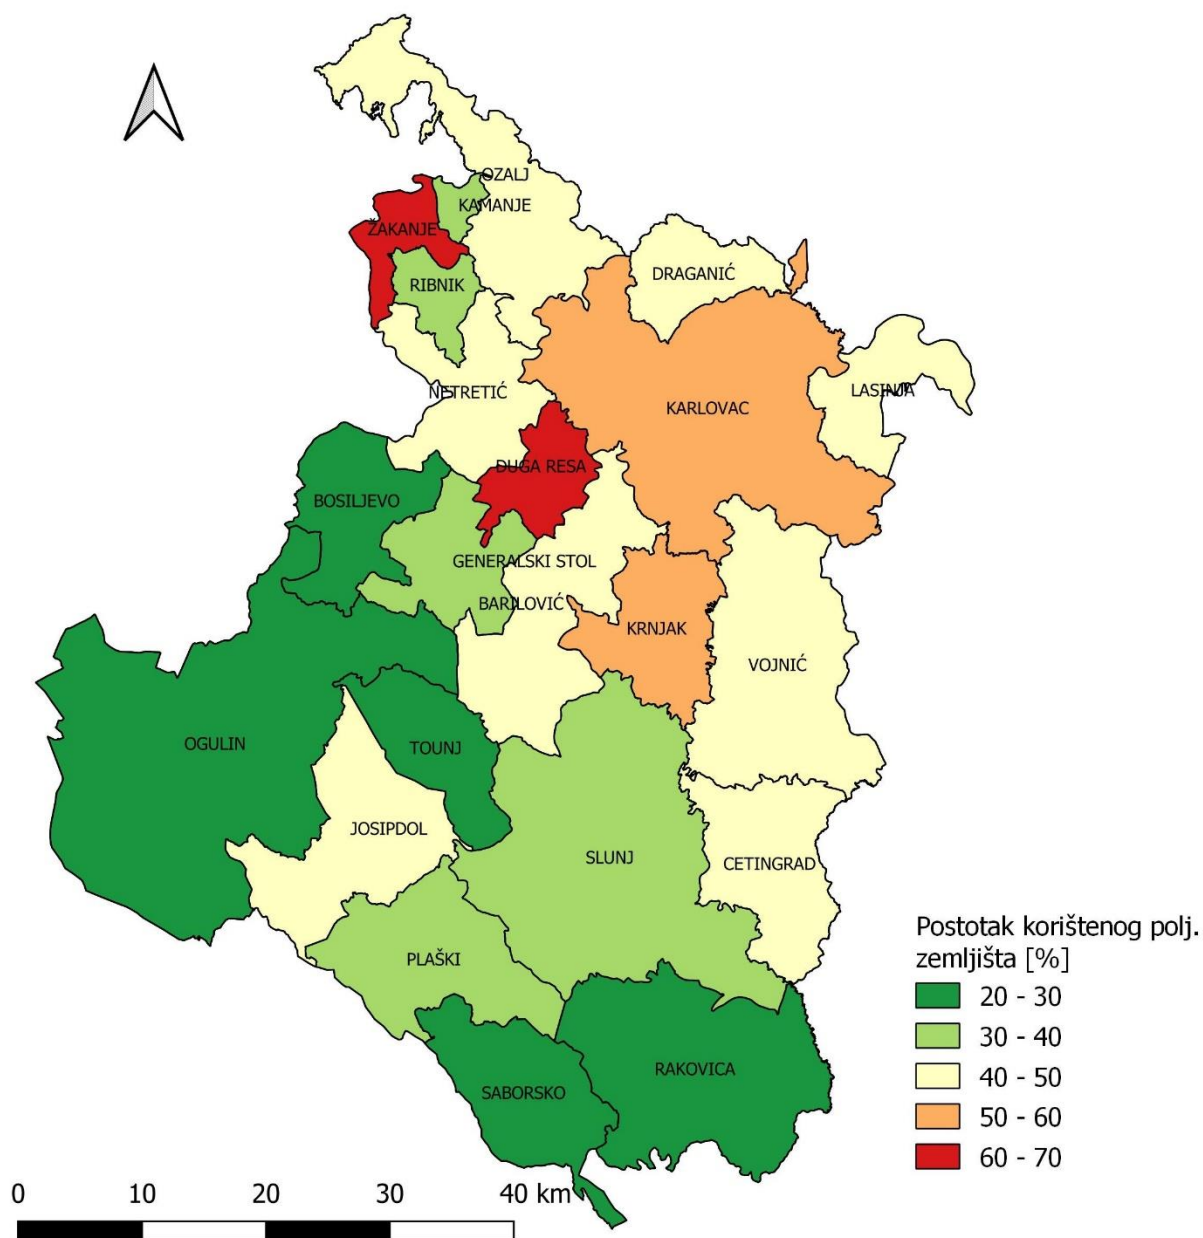 OZALJ
KAMANJE
ŽAKANJE
DRAGANIĆ
RIBNIK
NETRETIĆ
LASINJA
KARLOVAC
DUGA RESA
BOSILJEVO
GENERALSKI STOL
BARILOVIĆ
KRNJAK
VOJNIĆ
OGULIN
TOUNJ
JOSIPDOL
SLUNJ
CETINGRAD
PLAŠKI
RAKOVICA
SABORSKO
Postotak korištenog polj.
zemljišta [%]
20 - 30
30 - 40
40 - 50
50 - 60
60 - 70
0 10 20 30 40 km